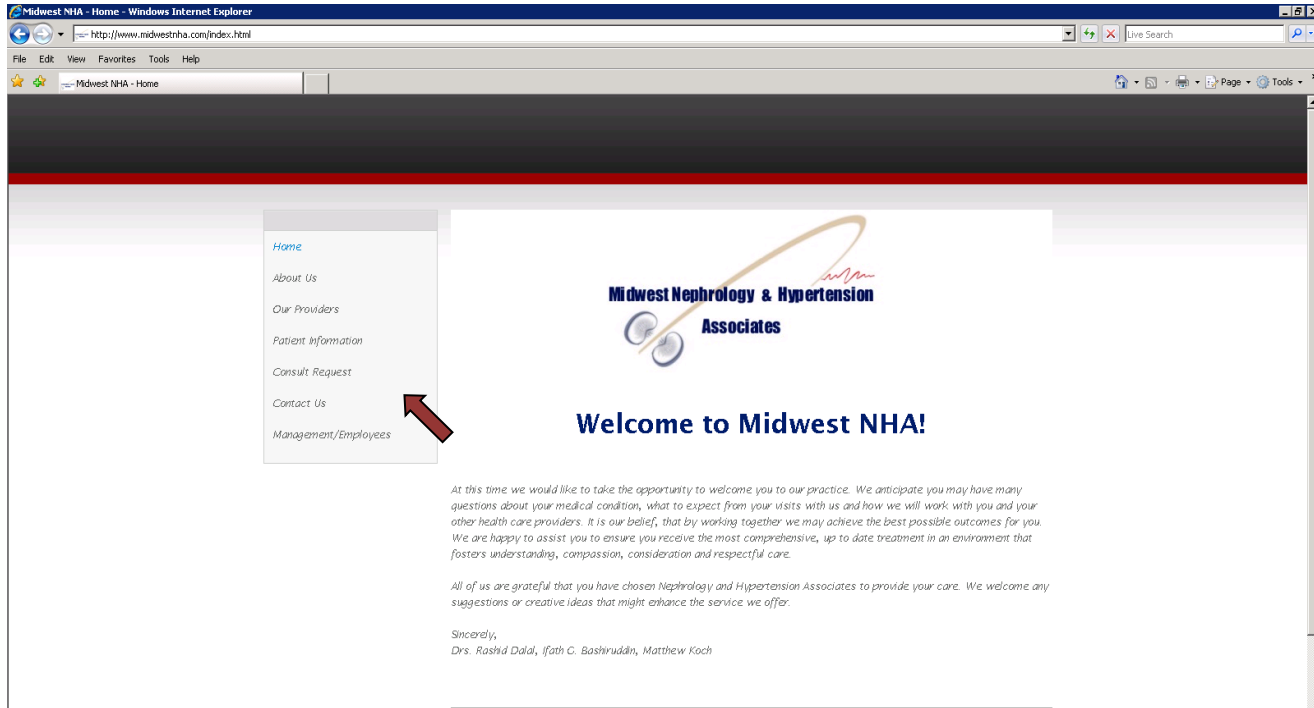 Midwest NHA - Home - Windows Internet Explorer
http://www.midwestnha.com/index.html
Live Search
File Edit View Favorites Tools Help
Midwest NHA - Home
Page Tools
Home
About Us
Our Providers
Patient Information
Consult Request
Contact Us
Management/Employees
Midwest Nephrology & Hypertension
Associates
Welcome to Midwest NHA!
At this time we would like to take the opportunity to welcome you to our practice. We anticipate you may have many
questions about your medical condition, what to expect from your visits with us and how we will work with you and your
other health care providers. It is our belief, that by working together we may achieve the best possible outcomes for you.
We are happy to assist you to ensure you receive the most comprehensive, up to date treatment in an environment that
fosters understanding, compassion, consideration and respectful care.
All of us are grateful that you have chosen Nephrology and Hypertension Associates to provide your care. We welcome any
suggestions or creative ideas that might enhance the service we offer.
Sincerely,
Drs. Rashid Dalal, Ifath G. Bashiruddin, Matthew Koch